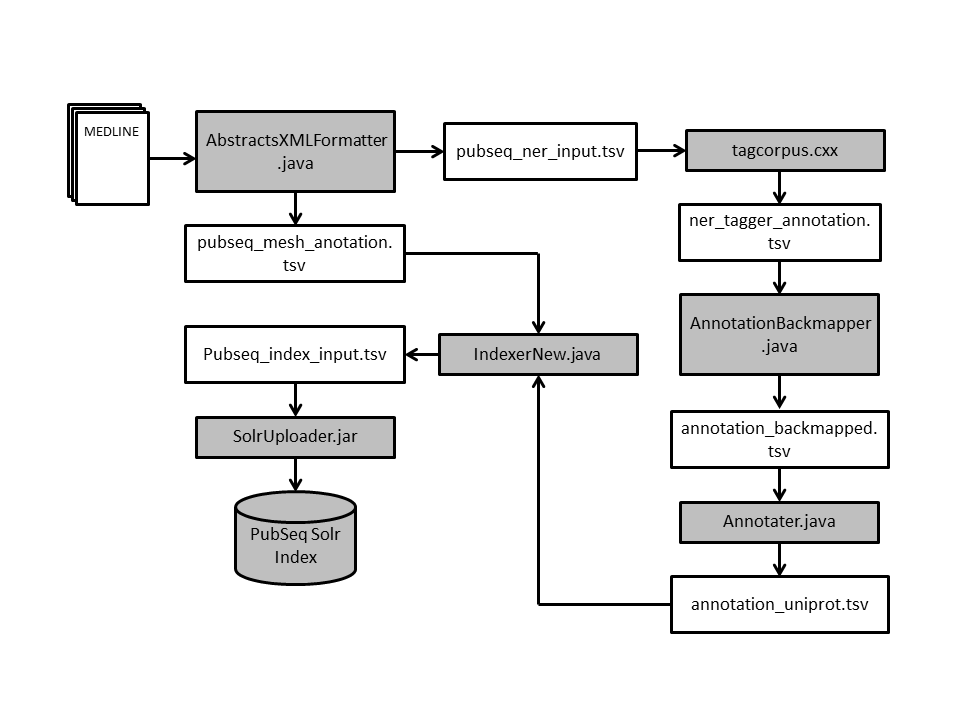 MEDLINE
AbstractsXMLFormatter
.java
pubseq_ner_input.tsv
tagcorpus.cxx
pubseq_mesh_anotation.
tsv
ner_tagger_annotation.
tsv
AnnotationBackmapper
.java
Pubseq_index_input.tsv
IndexerNew.java
SolrUploader.jar
annotation_backmapped.
tsv
PubSeq Solr
Index
Annotater.java
annotation_uniprot.tsv